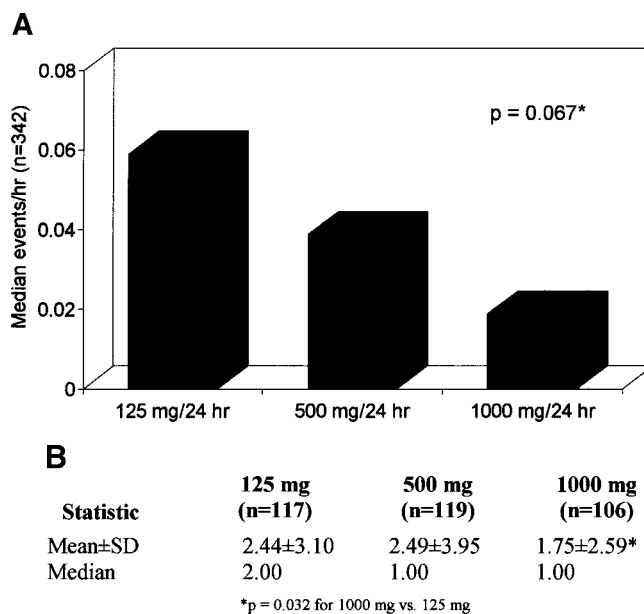 A
0.08
p = 0.067*
0.06
0.04
0.02
0
Median events/hr (n=342)
125 mg/24 hr 500 mg/24 hr 1000 mg/24 hr
B
125 mg 500 mg 1000 mg
Statistic (n=117) (n=119) (n=106)
Mean±SD 2.44±3.10 2.49±3.95 1.75±2.59*
Median 2.00 1.00 1.00
*p = 0.032 for 1000 mg vs. 125 mg